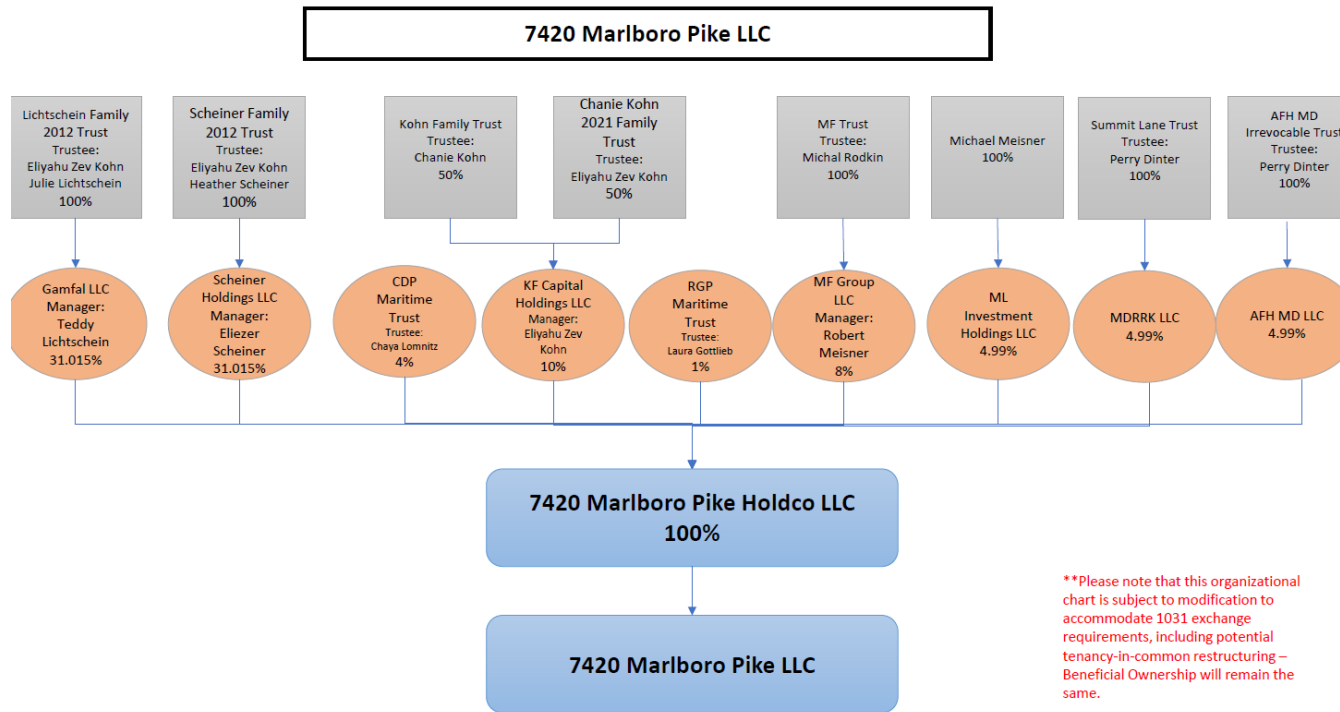 7420 Marlboro Pike LLC
Lichtschein Family
2012 Trust
Trustee:
Eliyahu Zev Kohn
Julie Lichtschein
100%
Scheiner Family
2012 Trust
Trustee:
Eliyahu Zev Kohn
Heather Scheiner
100%
Kohn Family Trust
Trustee:
Chanie Kohn
50%
Chanie Kohn
2021 Family
Trust
Trustee:
Eliyahu Zev Kohn
50%
MF Trust
Trustee:
Michal Rodkin
100%
Michael Meisner
100%
Summit Lane Trust
Trustee:
Perry Dinter
100%
AFH MD
Irrevocable Trust
Trustee:
Perry Dinter
100%
Gamfal LLC
Manager:
Teddy
Lichtschein
31.015%
Scheiner
Holdings LLC
Manager:
Eliezer
Scheiner
31.015%
CDP
Maritime
Trust
Trustee:
Chaya Lomnitz
4%
KF Capital
Holdings LLC
Manager:
Eliyahu Zev
Kohn
10%
RGP
Maritime
Trust
Trustee:
Laura Gottlieb
1%
MF Group
LLC
Manager:
Robert
Meisner
8%
ML
Investment
Holdings LLC
4.99%
MDRRK LLC
4.99%
AFH MD LLC
4.99%
7420 Marlboro Pike Holdco LLC
100%
7420 Marlboro Pike LLC
**Please note that this organizational
chart is subject to modification to
accommodate 1031 exchange
requirements, including potential
tenancy-in-common restructuring –
Beneficial Ownership will remain the
same.